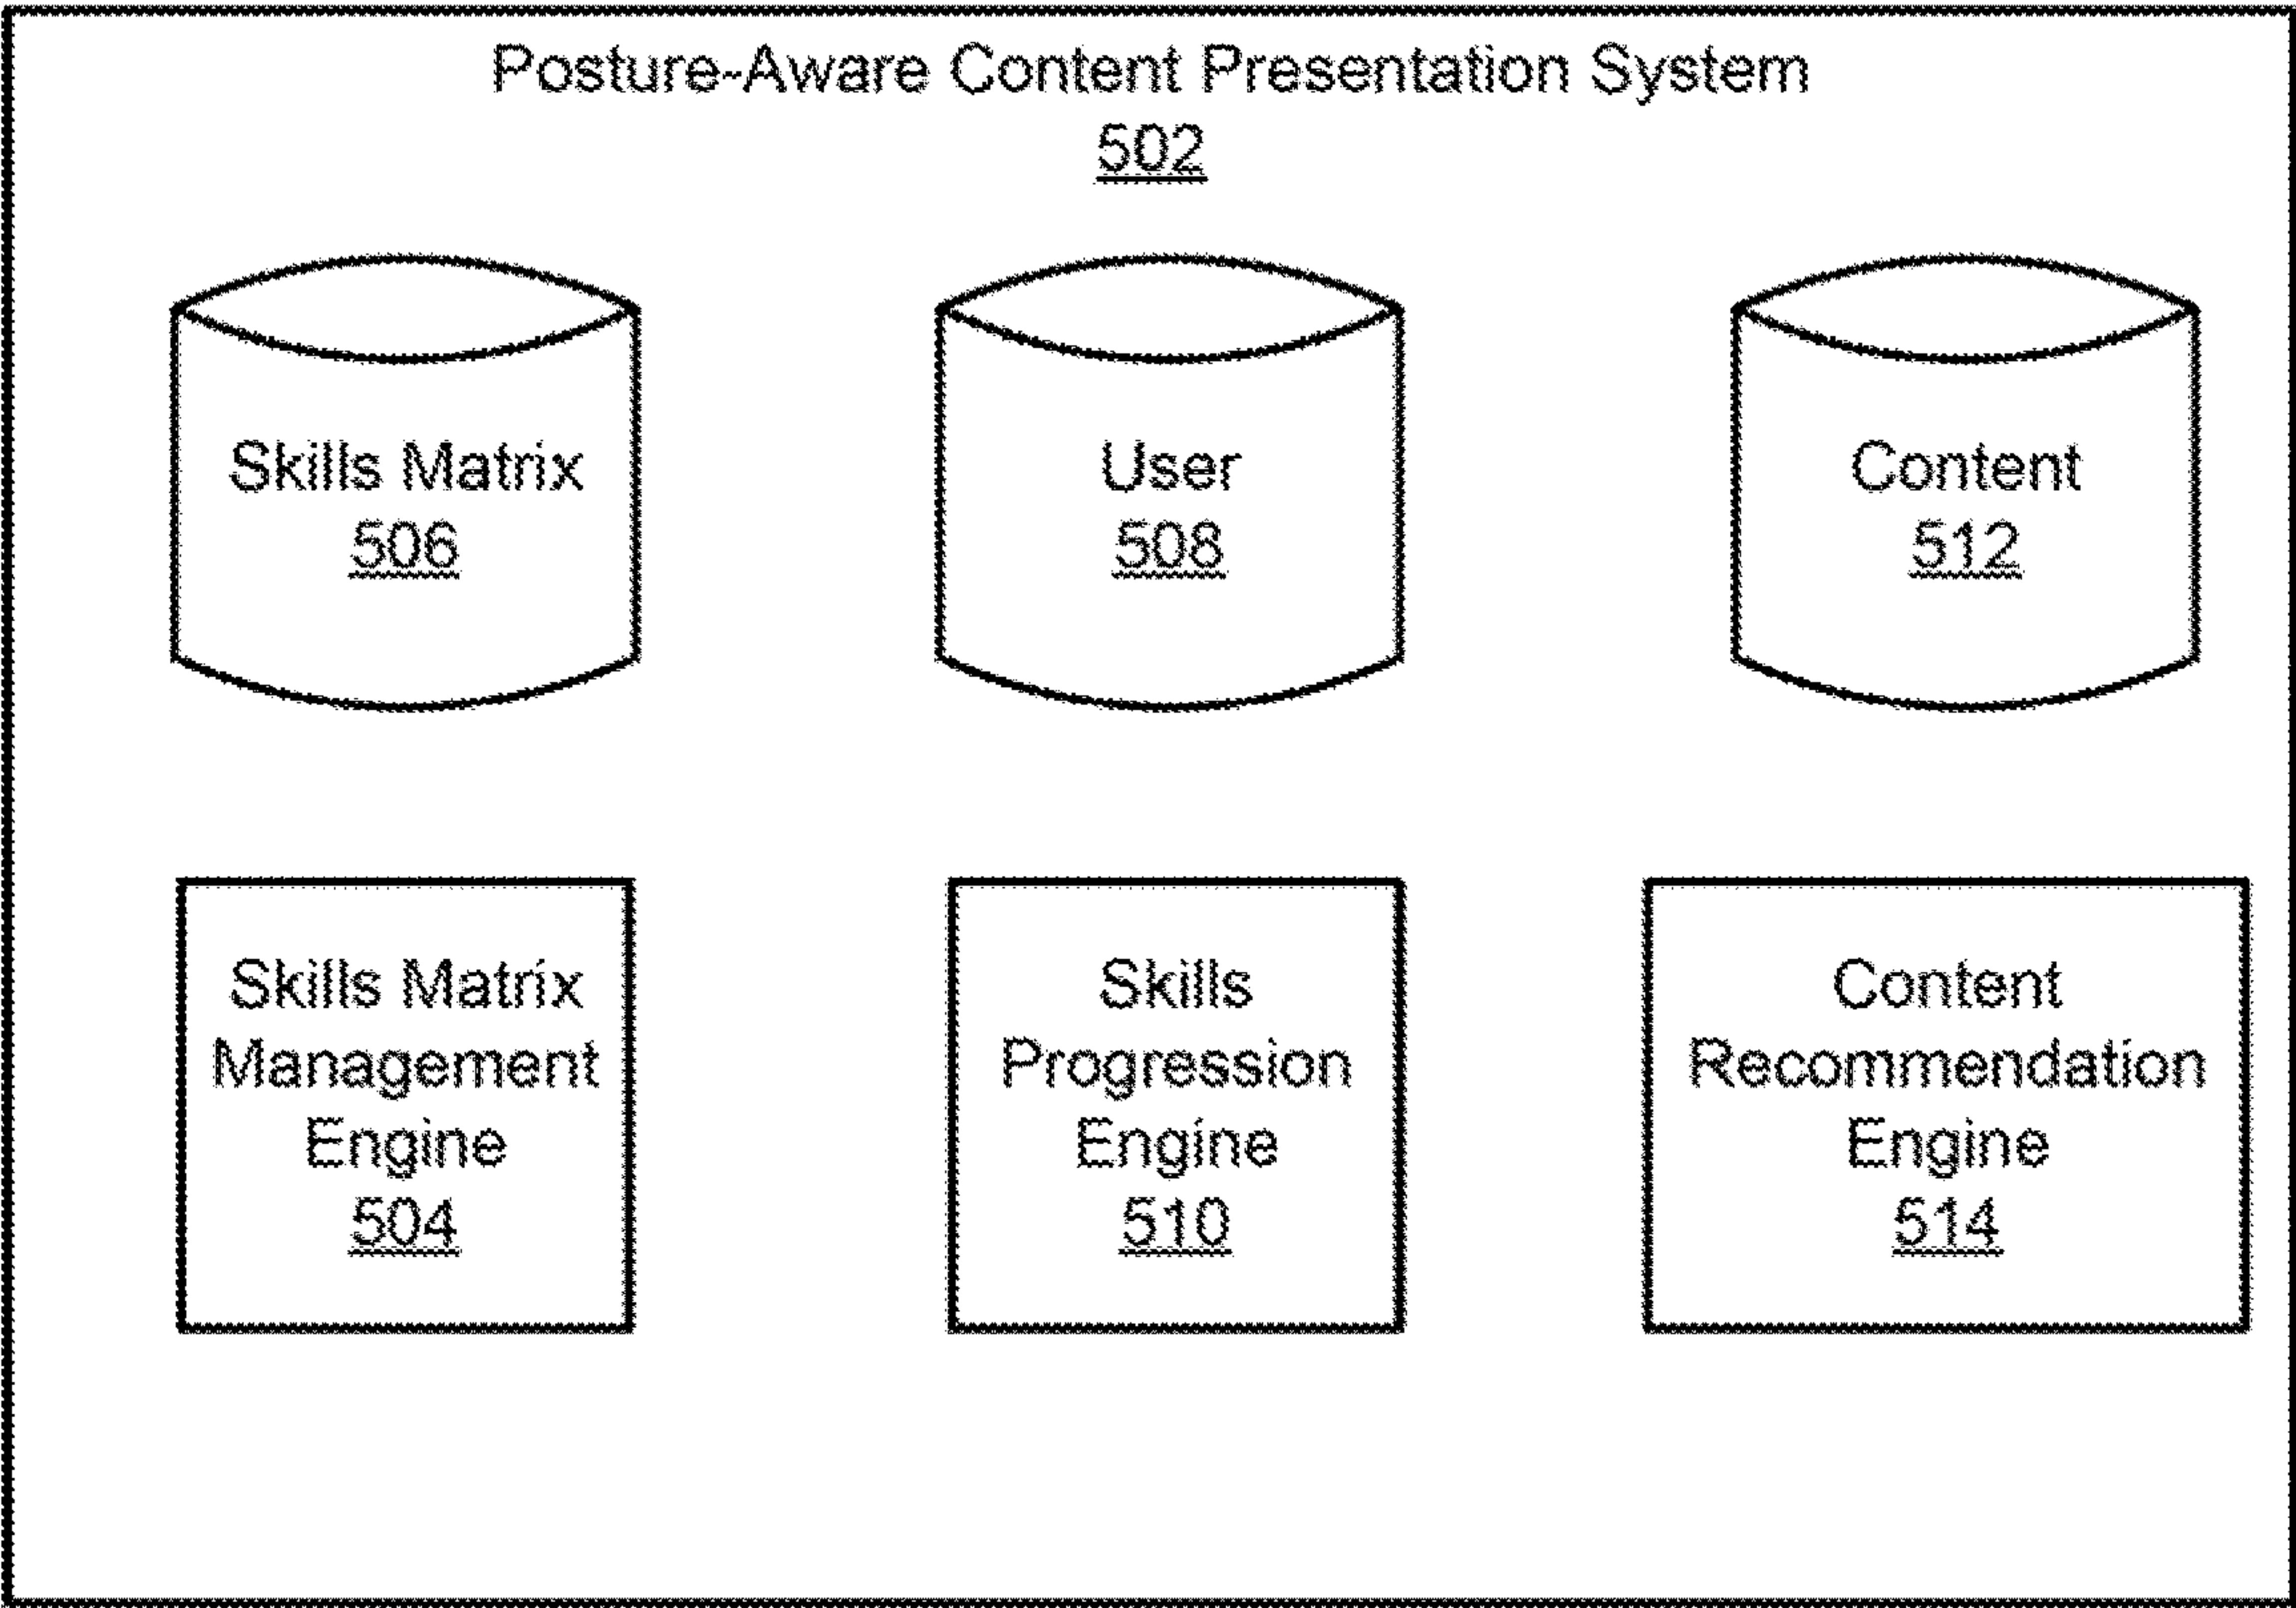 Posture-Aware Content Presentation System
502
Skills Matrix
506
User
508
Content
512
Skills Matrix
Management
Engine
504
Skills
Progression
Engine
510
Content
Recommendation
Engine
514